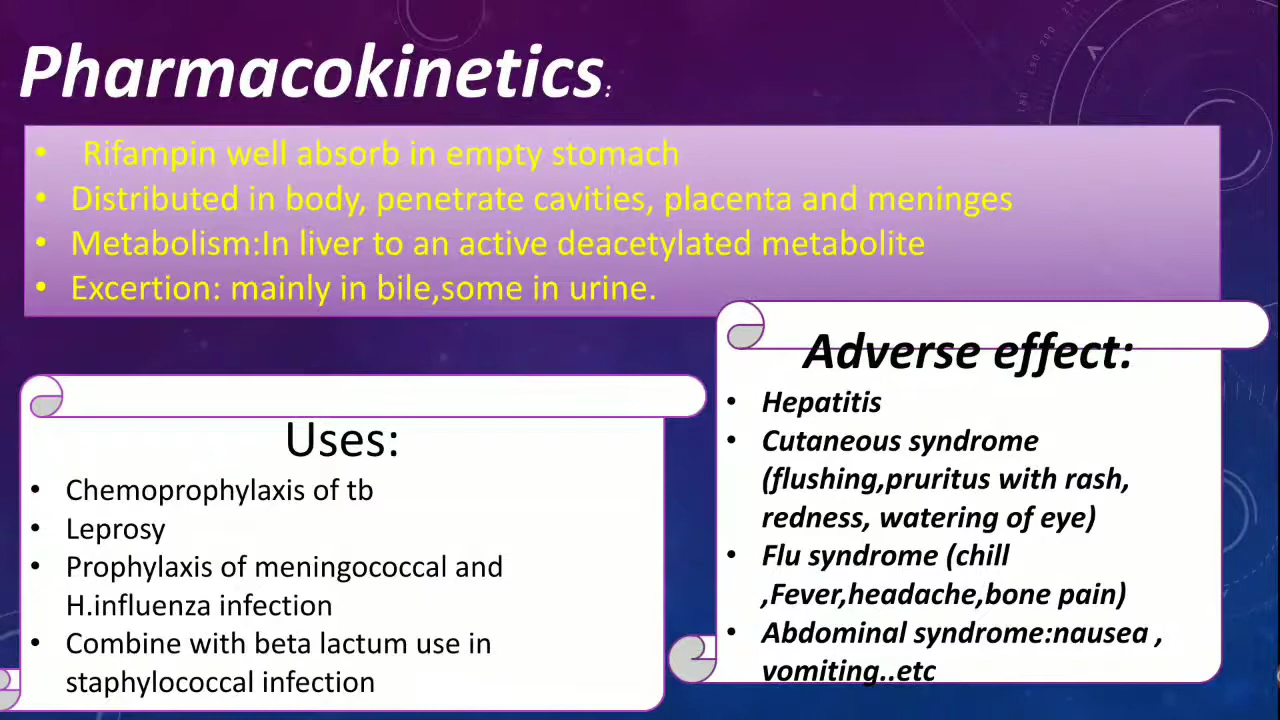 Pharmacokinetics:
• Rifampin well absorb in empty stomach
• Distributed in body, penetrate cavities, placenta and meninges
• Metabolism:In liver to an active deacetylated metabolite
• Excertion: mainly in bile,some in urine.
Uses:
• Chemoprophylaxis of tb
• Leprosy
• Prophylaxis of meningococcal and
H.influenza infection
• Combine with beta lactum use in
staphylococcal infection
Adverse effect:
• Hepatitis
• Cutaneous syndrome
(flushing,pruritus with rash,
redness, watering of eye)
• Flu syndrome (chill
,Fever,headache,bone pain)
• Abdominal syndrome:nausea ,
vomiting..etc